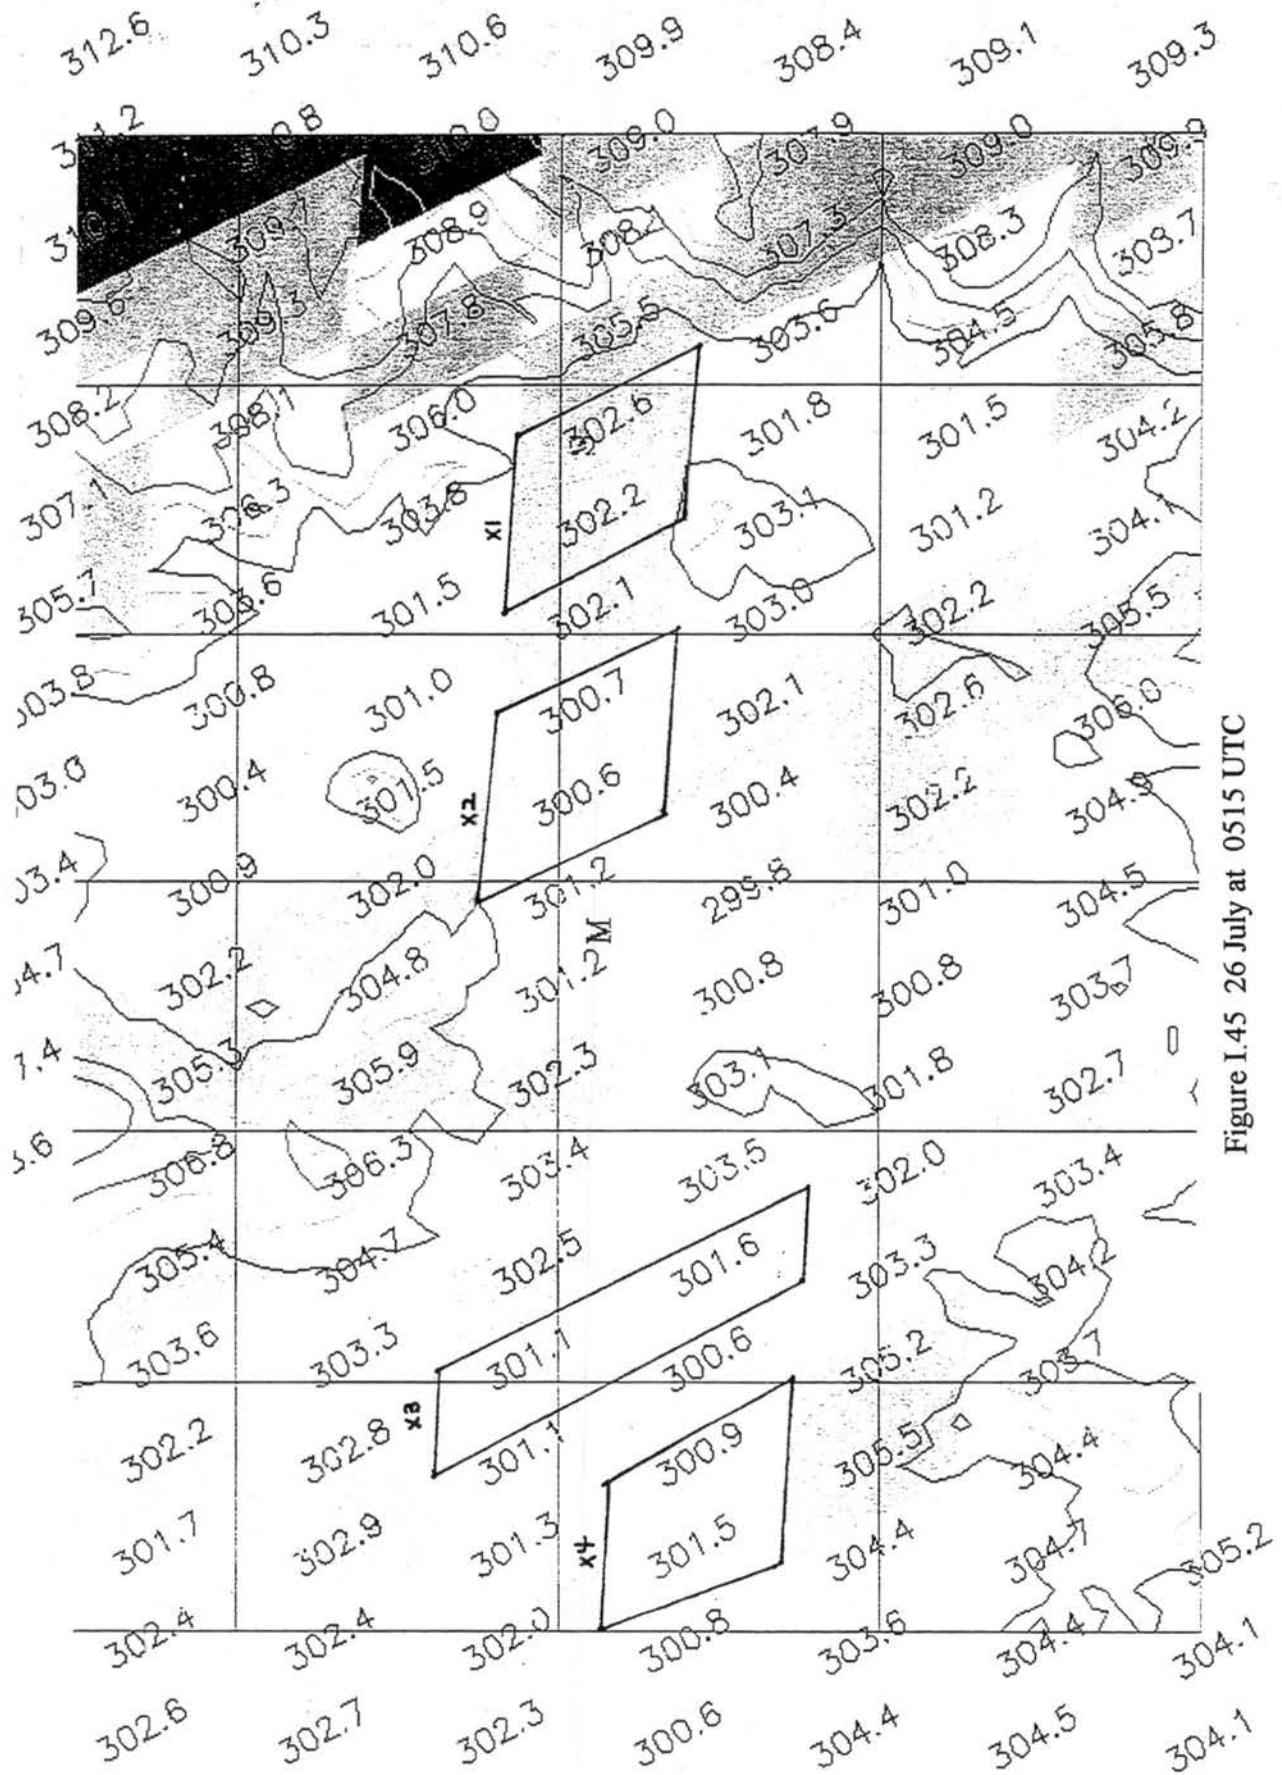 312.6 310.3 310.6 309.9 308.4 309.1 309.3
309.0 307.9 309.0
309.1 308.9 308.1 307.3 308.3
309.6 309.3 307.8 305.5 303.6 304.5 305.8
308.2 308.1 306.0 302.6 301.8 301.5 304.2
307.1 306.3 303.8 302.2 303.1 301.2 304.1
X1
305.7 303.6 301.5 302.1 303.0 302.2 305.5
303.8 300.8 301.0 300.7 302.1 302.6 306.0
300.4 301.5 300.6 300.4 302.2
X2
300.9 302.0 301.2 299.8 301.0 304.5
PM
302.2 304.8 301.2 300.8 300.8 303.7
305.3 305.9 302.3 303.1 301.8 302.7
306.8 306.3 303.4 303.5 302.0 303.4
305.4 304.7 302.5 301.6 303.3 304.2
303.6 303.3 301.1 300.6 305.2 303.7
X3
302.2 302.8 301.1 300.9 304.4
301.7 302.9 301.3 301.5 304.4 304.7 305.2
X4
302.4 302.4 302.0 300.8 303.6 304.4 304.1
302.6 302.7 302.3 300.6 304.4 304.5 304.1
Figure I.45 26 July at 0515 UTC